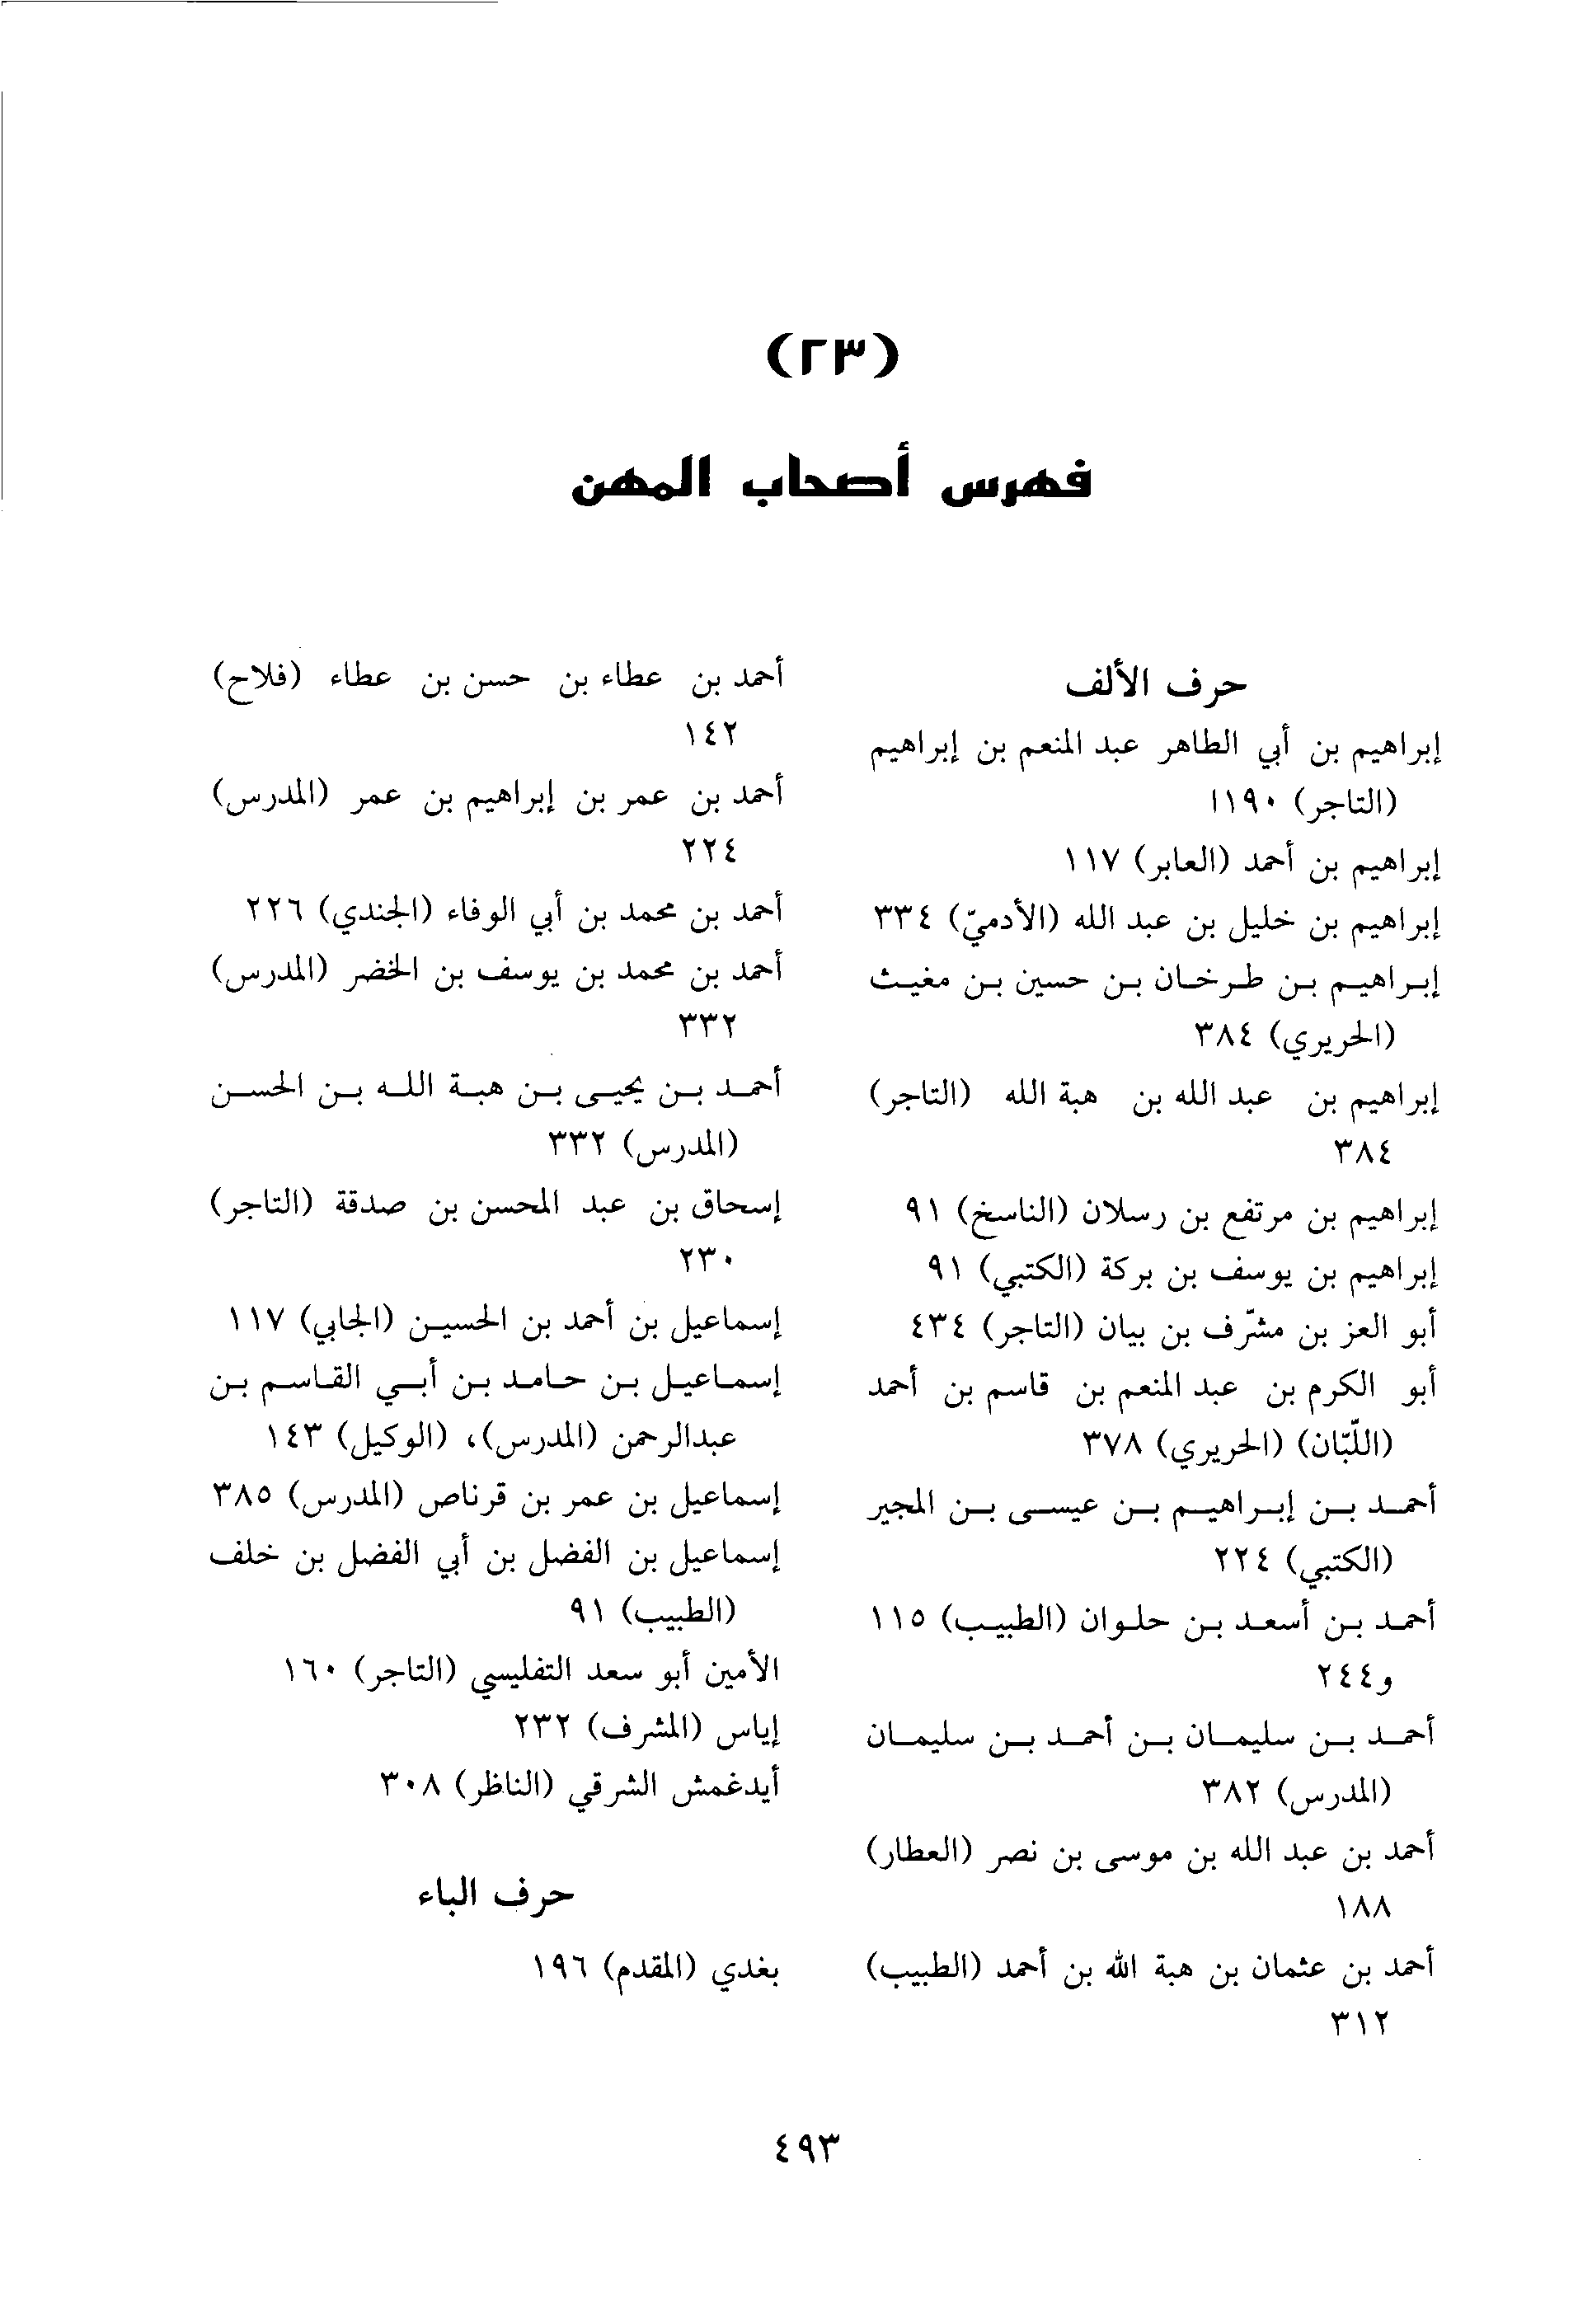 (٢٣)
فهرس أصحاب المهن
حرف الألف
إبراهيم بن أبي الطاهر عبد المنعم بن إبراهيم
(التاجر) ١١٩٠
إبراهيم بن أحمد (العابر) ١١٧
إبراهيم بن خليل بن عبد الله (الأدميّ) ٣٣٤
إبراهيم بن طرخان بن حسين بن مغيث
(الحريري) ٣٨٤
إبراهيم بن عبد الله بن هبة الله (التاجر)
٣٨٤
إبراهيم بن مرتفع بن رسلان (الناسخ) ٩١
إبراهيم بن يوسف بن بركة (الكتبي) ٩١
أبو العز بن مشرّف بن بيان (التاجر) ٤٣٤
أبو الكرم بن عبد المنعم بن قاسم بن أحمد
(اللّبّان) (الحريري) ٣٧٨
أحمد بن إبراهيم بن عيسى بن المجير
(الكتبي) ٢٢٤
أحمد بن أسعد بن حلوان (الطبيب) ١١٥
و٢٤٤
أحمد بن سليمان بن أحمد بن سليمان
(المدرس) ٣٨٢
أحمد بن عبد الله بن موسى بن نصر (العطار)
١٨٨
أحمد بن عثمان بن هبة الله بن أحمد (الطبيب)
٣١٢
أحمد بن عطاء بن حسن بن عطاء (فلاح)
١٤٢
أحمد بن عمر بن إبراهيم بن عمر (المدرس)
٢٢٤
أحمد بن محمد بن أبي الوفاء (الجندي) ٢٢٦
أحمد بن محمد بن يوسف بن الخضر (المدرس)
٣٣٢
أحمد بن يحيى بن هبة الله بن الحسن
(المدرس) ٣٣٢
إسحاق بن عبد المحسن بن صدقة (التاجر)
٢٣٠
إسماعيل بن أحمد بن الحسين (الجابي) ١١٧
إسماعيل بن حامد بن أبي القاسم بن
عبدالرحمن (المدرس)، (الوكيل) ١٤٣
إسماعيل بن عمر بن قرناص (المدرس) ٣٨٥
إسماعيل بن الفضل بن أبي الفضل بن خلف
(الطبيب) ٩١
الأمين أبو سعد التفليسي (التاجر) ١٦٠
إياس (المشرف) ٢٣٢
أيدغمش الشرقي (الناظر) ٣٠٨
حرف الباء
بغدي (المقدم) ١٩٦
٤٩٣